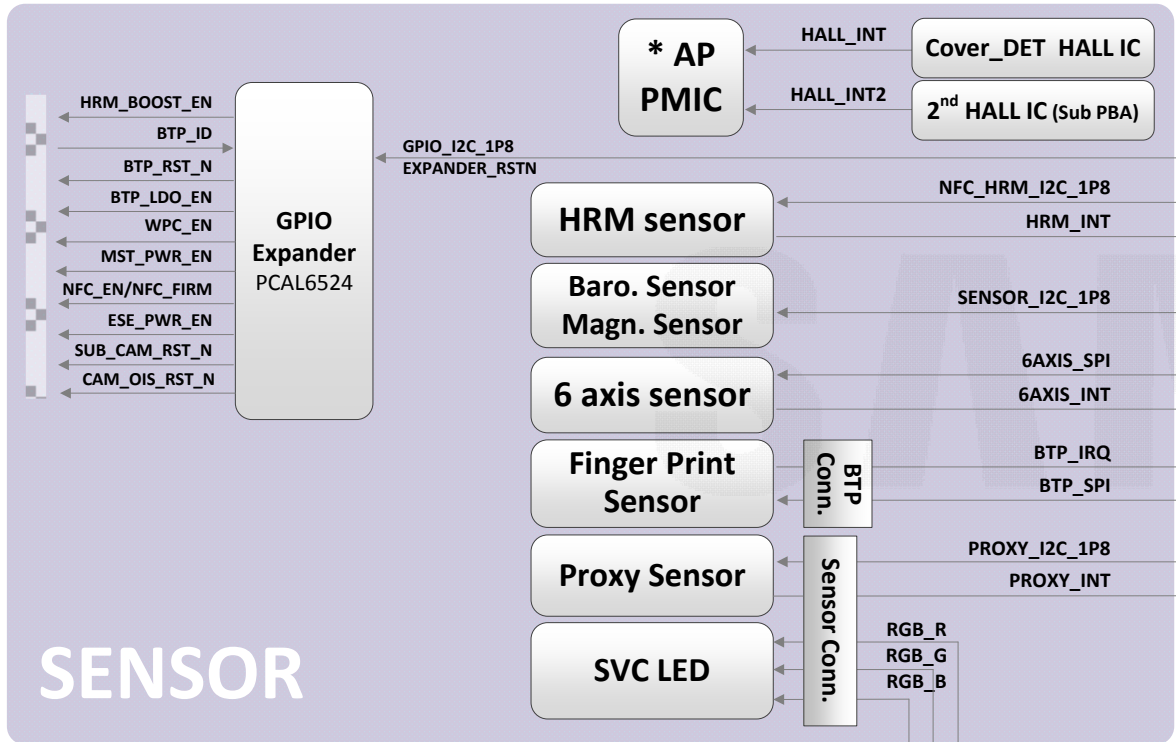 HRM_BOOST_EN
BTP_ID
BTP_RST_N
BTP_LDO_EN
WPC_EN
MST_PWR_EN
NFC_EN/NFC_FIRM
ESE_PWR_EN
SUB_CAM_RST_N
CAM_OIS_RST_N
GPIO
Expander
PCAL6524
* AP
PMIC
HALL_INT
HALL_INT2
Cover_DET HALL IC
2nd HALL IC (Sub PBA)
GPIO_I2C_1P8
EXPANDER_RSTN
HRM sensor
NFC_HRM_I2C_1P8
HRM_INT
Baro. Sensor
Magn. Sensor
SENSOR_I2C_1P8
6 axis sensor
6AXIS_SPI
6AXIS_INT
Finger Print
Sensor
BTP
Conn.
BTP_IRQ
BTP_SPI
Proxy Sensor
PROXY_I2C_1P8
PROXY_INT
Sensor Conn.
SVC LED
RGB_R
RGB_G
RGB_B
SENSOR
SAM